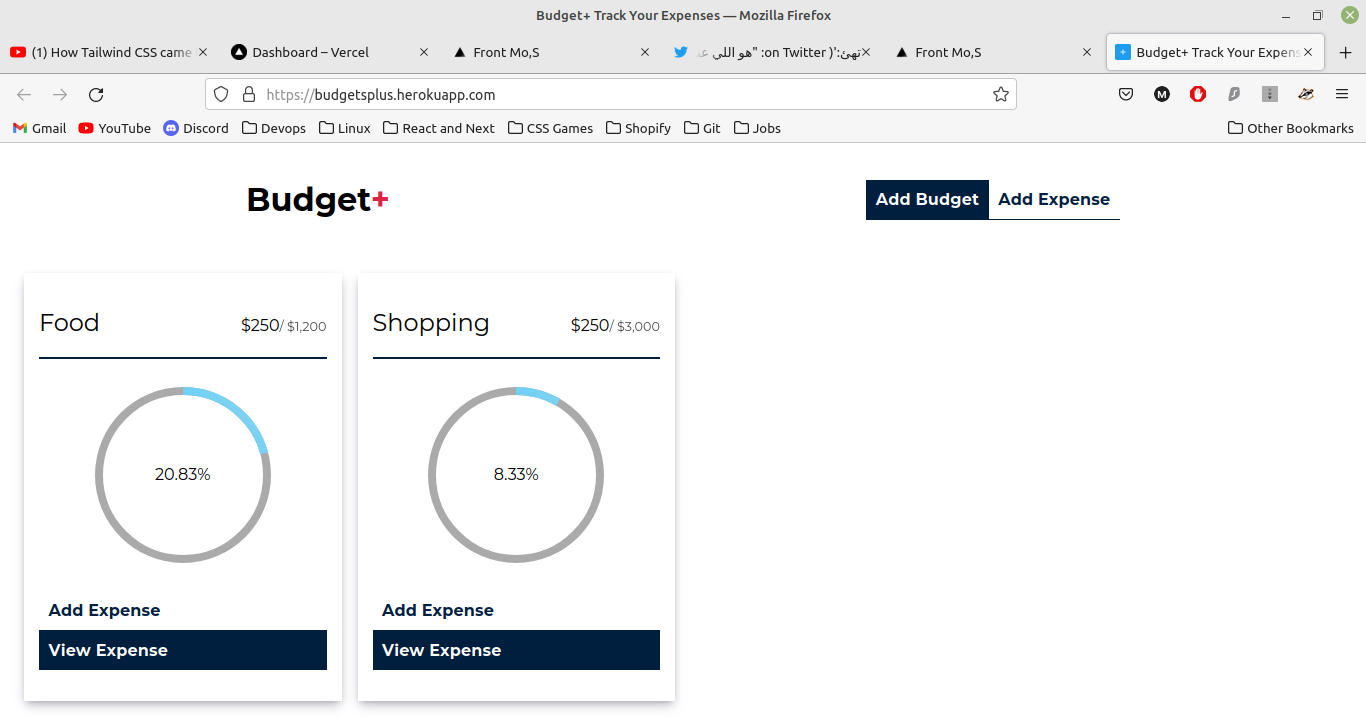 Budget+ Track Your Expenses — Mozilla Firefox
(1) How Tailwind CSS came
Dashboard – Vercel
Front Mo,S
تهئ:'( on Twitter: "هو اللي عن
Front Mo,S
Budget+ Track Your Expens
https://budgetsplus.herokuapp.com
Gmail YouTube Discord Devops Linux React and Next CSS Games Shopify Git Jobs Other Bookmarks
Budget+
Add Budget Add Expense
Food $250/ $1,200
20.83%
Add Expense
View Expense
Shopping $250/ $3,000
8.33%
Add Expense
View Expense